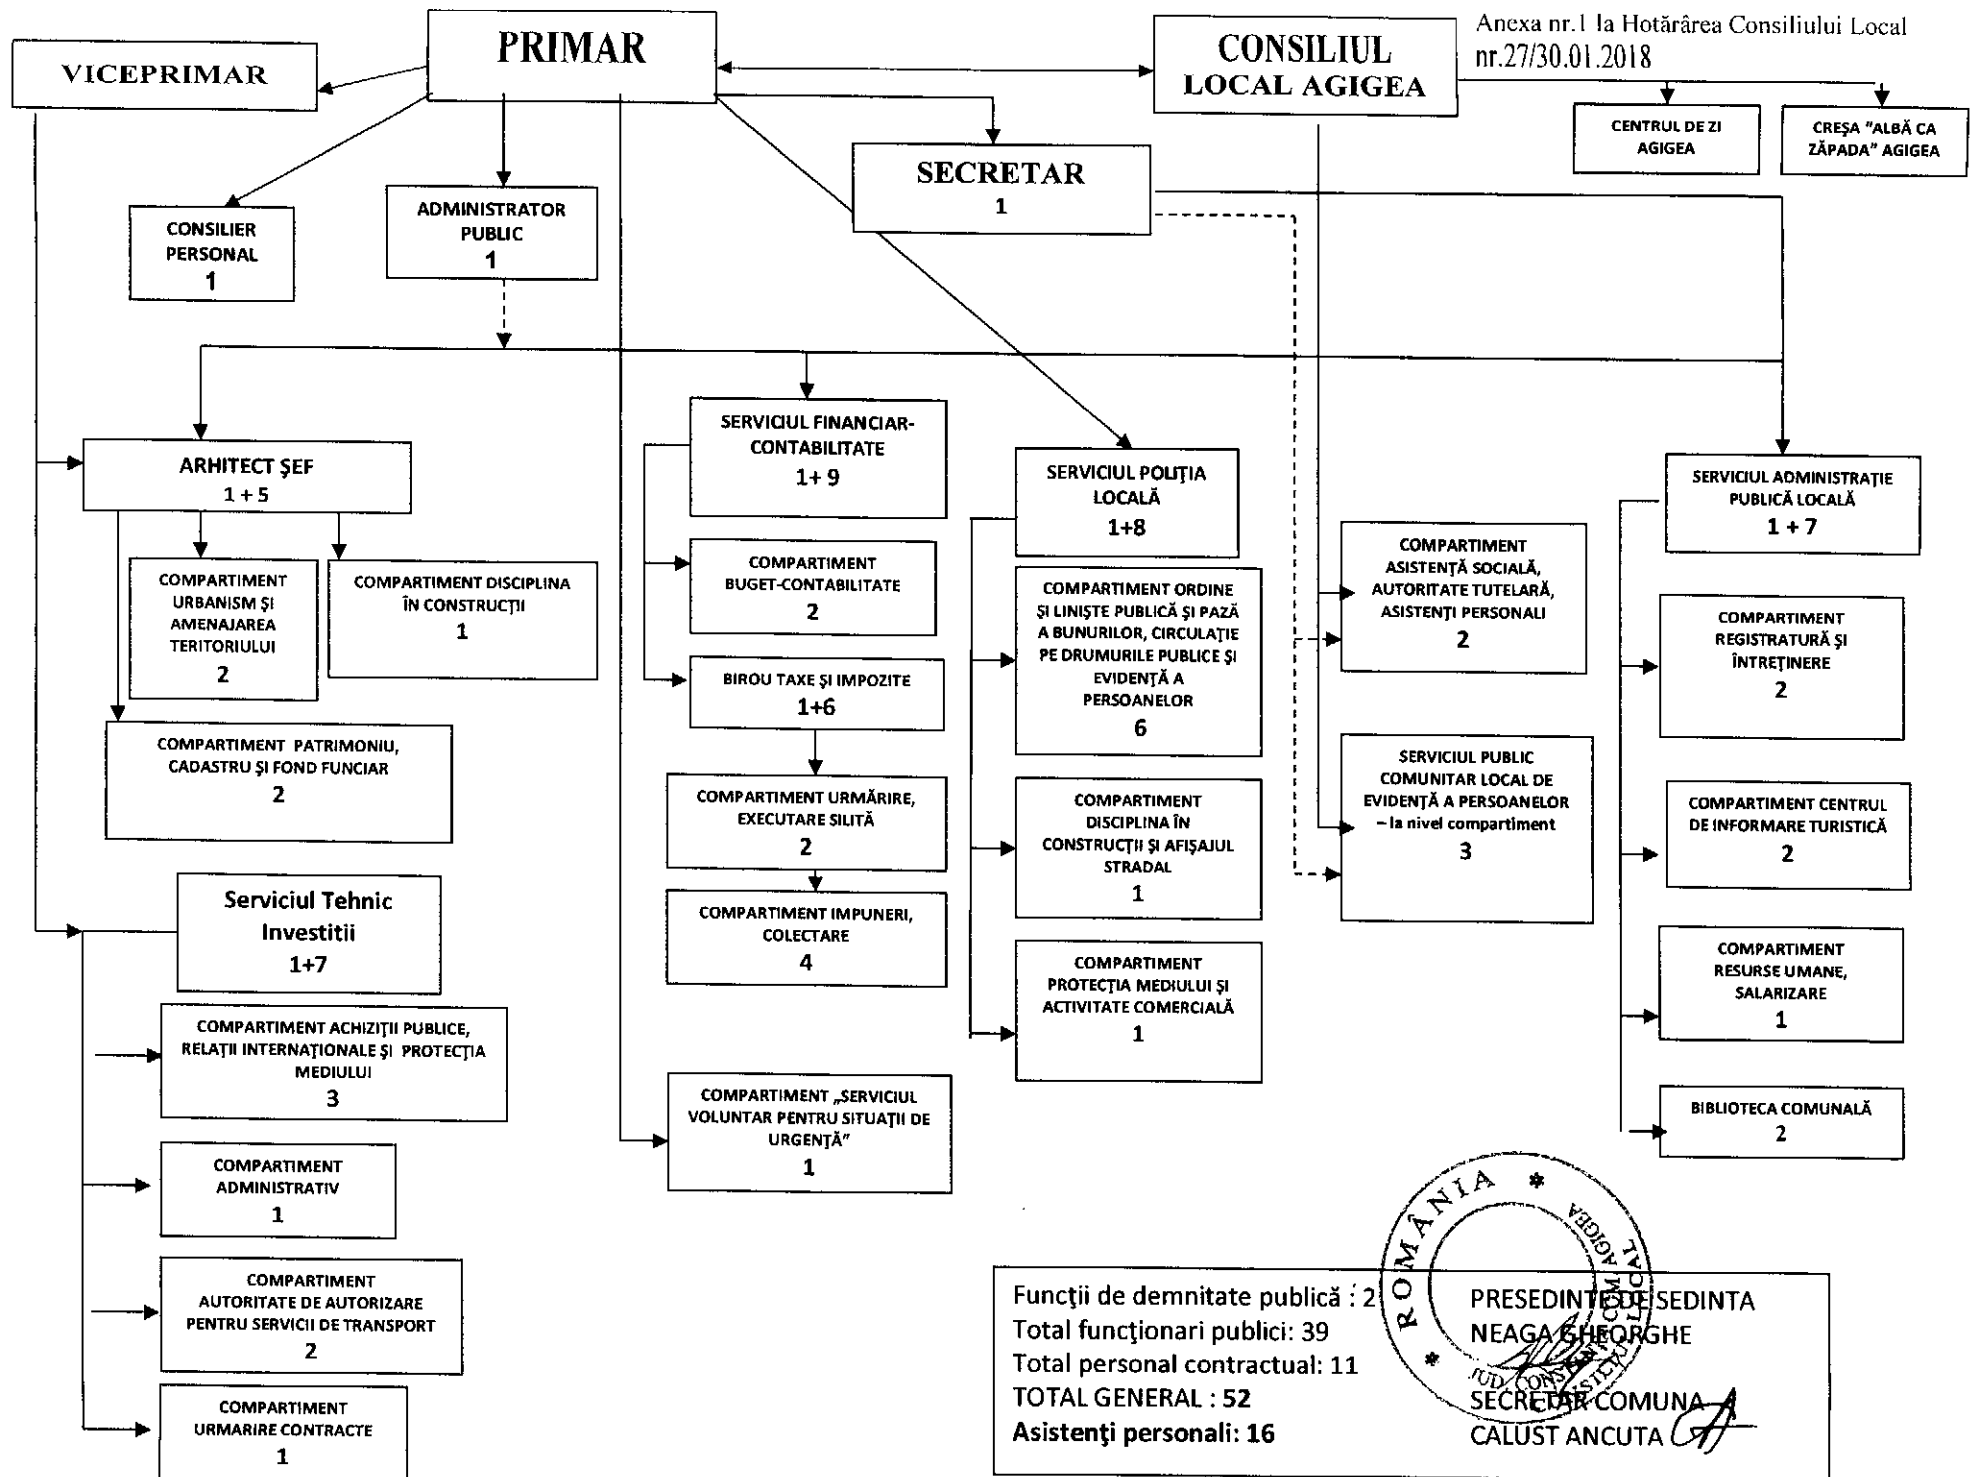 Anexa nr.1 la Hotărârea Consiliului Local
nr.27/30.01.2018
VICEPRIMAR
PRIMAR
CONSILIUL
LOCAL AGIGEA
CENTRUL DE ZI
AGIGEA
CREŞA "ALBĂ CA
ZĂPADA" AGIGEA
SECRETAR
1
CONSILIER
PERSONAL
1
ADMINISTRATOR
PUBLIC
1
ARHITECT ŞEF
1 + 5
COMPARTIMENT
URBANISM ŞI
AMENAJAREA
TERITORIULUI
2
COMPARTIMENT DISCIPLINA
ÎN CONSTRUCŢII
1
COMPARTIMENT PATRIMONIU,
CADASTRU ŞI FOND FUNCIAR
2
Serviciul Tehnic
Investitii
1+7
COMPARTIMENT ACHIZIŢII PUBLICE,
RELAŢII INTERNAŢIONALE ŞI PROTECŢIA
MEDIULUI
3
COMPARTIMENT
ADMINISTRATIV
1
COMPARTIMENT
AUTORITATE DE AUTORIZARE
PENTRU SERVICII DE TRANSPORT
2
COMPARTIMENT
URMARIRE CONTRACTE
1
SERVICIUL FINANCIAR-
CONTABILITATE
1+ 9
COMPARTIMENT
BUGET-CONTABILITATE
2
BIROU TAXE ŞI IMPOZITE
1+6
COMPARTIMENT URMĂRIRE,
EXECUTARE SILITĂ
2
COMPARTIMENT IMPUNERI,
COLECTARE
4
COMPARTIMENT „SERVICIUL
VOLUNTAR PENTRU SITUAŢII DE
URGENŢĂ”
1
SERVICIUL POLIŢIA
LOCALĂ
1+8
COMPARTIMENT ORDINE
ŞI LINIŞTE PUBLICĂ ŞI PAZĂ
A BUNURILOR, CIRCULAŢIE
PE DRUMURILE PUBLICE ŞI
EVIDENŢĂ A
PERSOANELOR
6
COMPARTIMENT
DISCIPLINA ÎN
CONSTRUCŢII ŞI AFIŞAJUL
STRADAL
1
COMPARTIMENT
PROTECŢIA MEDIULUI ŞI
ACTIVITATE COMERCIALĂ
1
COMPARTIMENT
ASISTENŢĂ SOCIALĂ,
AUTORITATE TUTELARĂ,
ASISTENŢI PERSONALI
2
SERVICIUL PUBLIC
COMUNITAR LOCAL DE
EVIDENŢĂ A PERSOANELOR
– la nivel compartiment
3
SERVICIUL ADMINISTRAŢIE
PUBLICĂ LOCALĂ
1 + 7
COMPARTIMENT
REGISTRATURĂ ŞI
ÎNTREŢINERE
2
COMPARTIMENT CENTRUL
DE INFORMARE TURISTICĂ
2
COMPARTIMENT
RESURSE UMANE,
SALARIZARE
1
BIBLIOTECA COMUNALĂ
2
Funcţii de demnitate publică : 2
Total funcţionari publici: 39
Total personal contractual: 11
TOTAL GENERAL : 52
Asistenţi personali: 16
PRESEDINTE DE SEDINTA
NEAGA GHEORGHE
SECRETAR COMUNA
CALUST ANCUTA
ROMÂNIA
COM AGIGEA
JUD